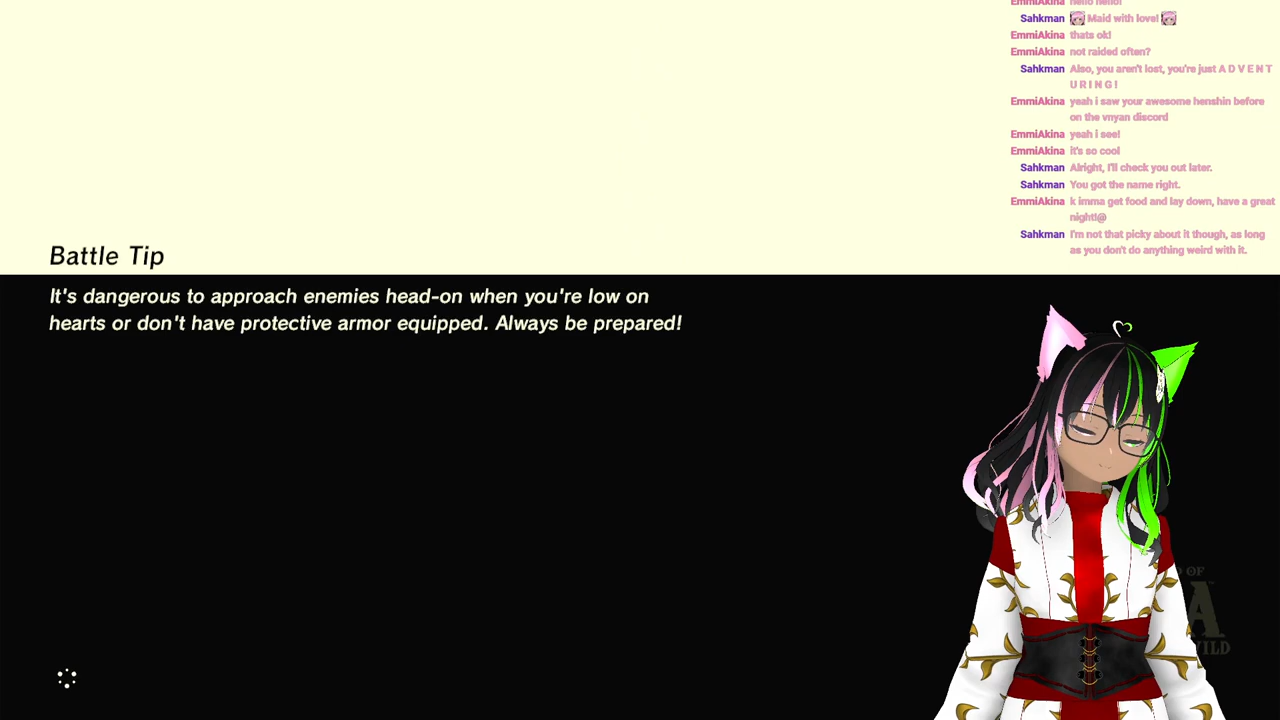 EmmiAkina hello hello!
Sahkman Maid with love!
EmmiAkina thats ok!
EmmiAkina not raided often?
Sahkman Also, you aren't lost, you're just A D V E N T
U R I N G !
EmmiAkina yeah i saw your awesome henshin before
on the vnyan discord
EmmiAkina yeah i see!
EmmiAkina it's so cool
Sahkman Alright, I'll check you out later.
Sahkman You got the name right.
EmmiAkina k imma get food and lay down, have a great
night!@
Sahkman I'm not that picky about it though, as long
as you don't do anything weird with it.
Battle Tip
It's dangerous to approach enemies head-on when you're low on
hearts or don't have protective armor equipped. Always be prepared!
OF
A
WILD